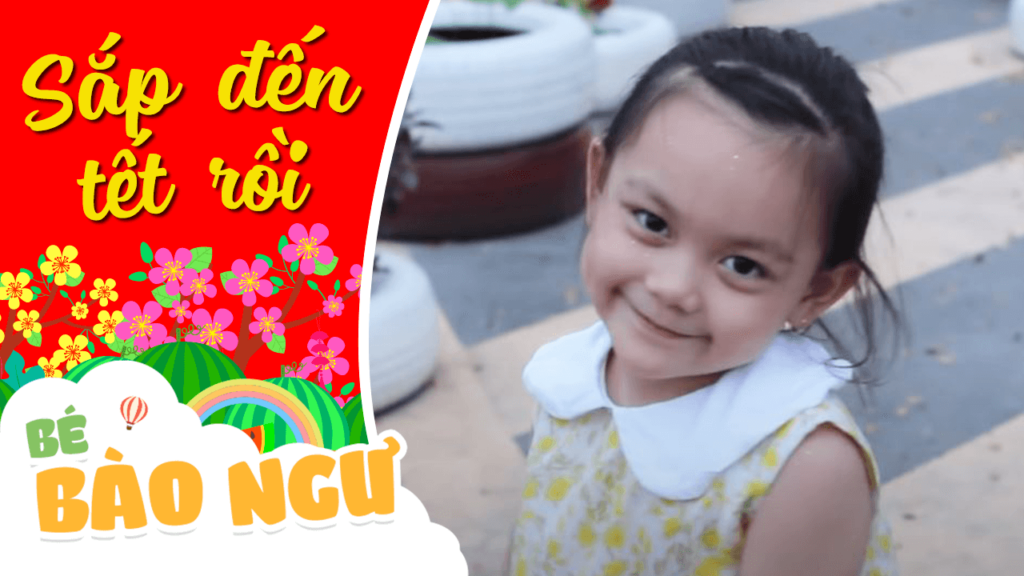 Sắp đến
tết rồi
BÉ
BÀO NGƯ